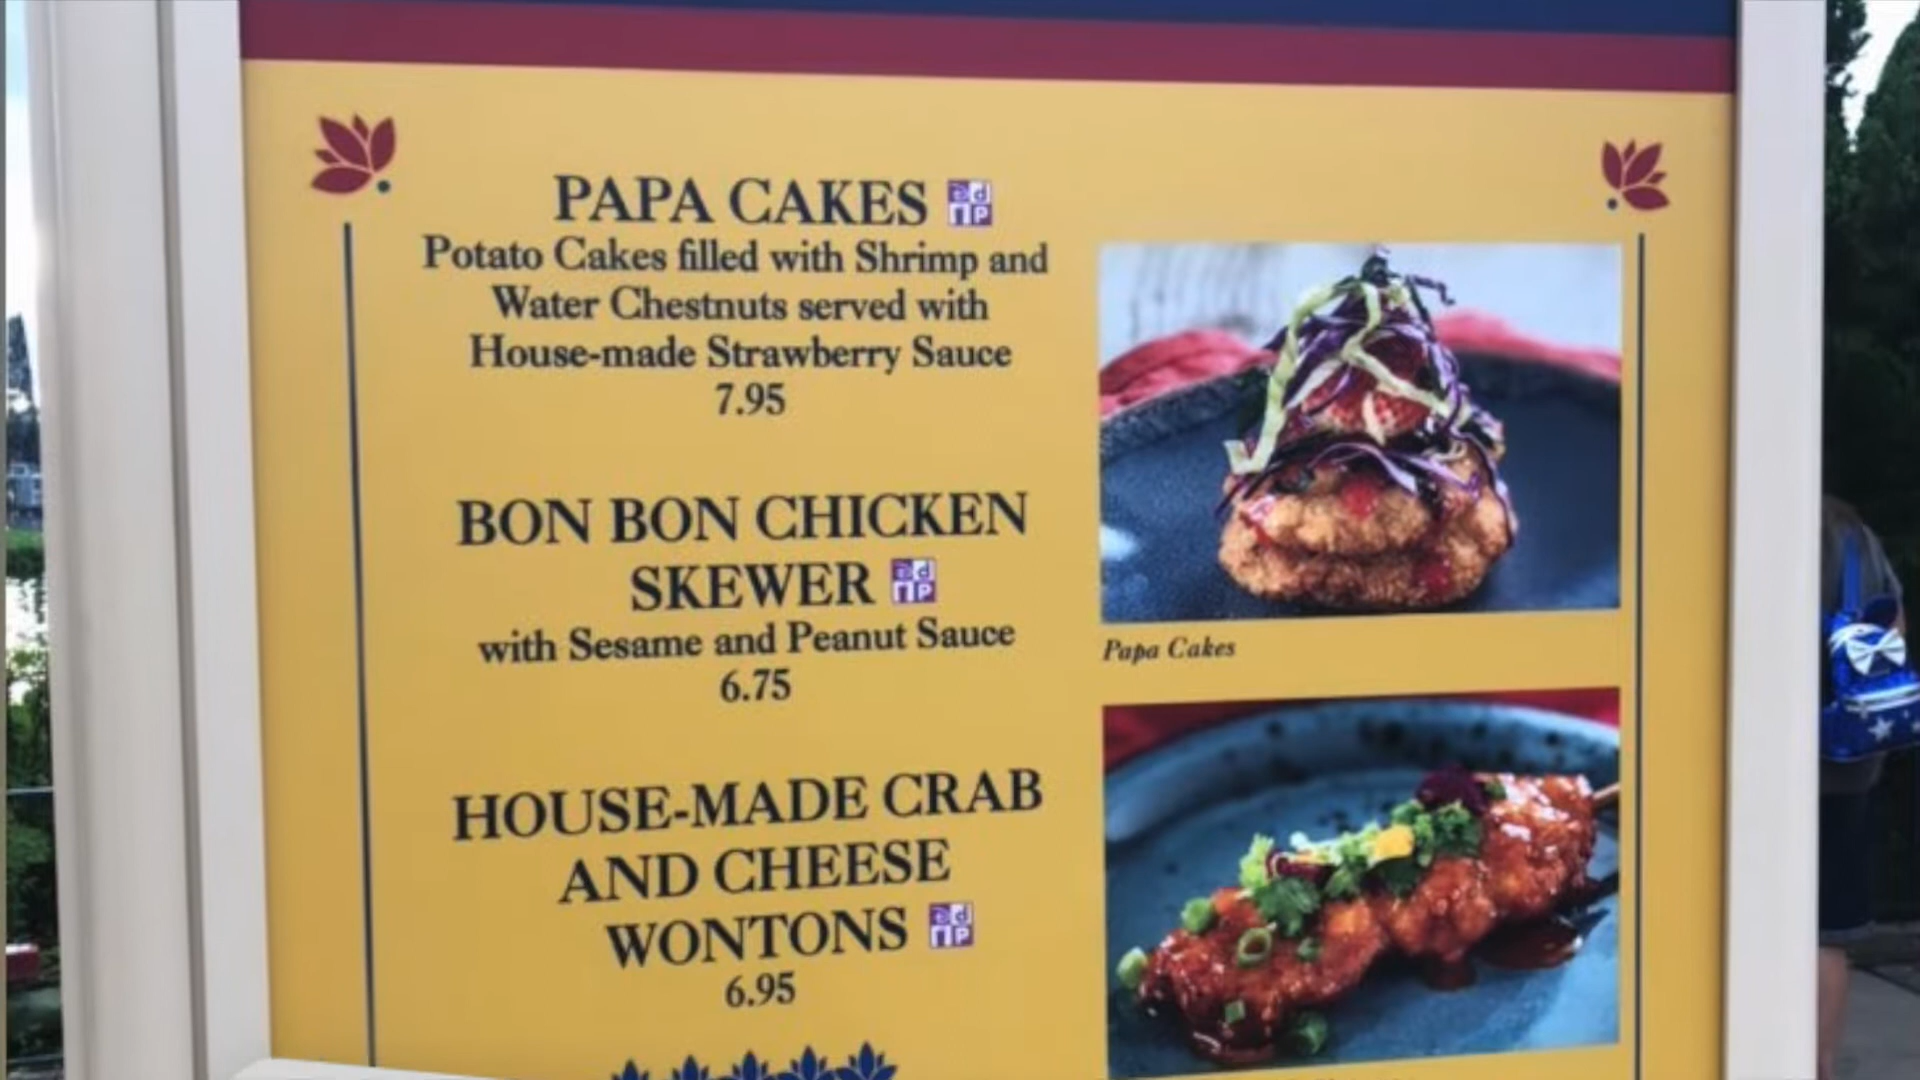 PAPA CAKES
Potato Cakes filled with Shrimp and
Water Chestnuts served with
House-made Strawberry Sauce
7.95
BON BON CHICKEN
SKEWER
with Sesame and Peanut Sauce
6.75
HOUSE-MADE CRAB
AND CHEESE
WONTONS
6.95
Papa Cakes